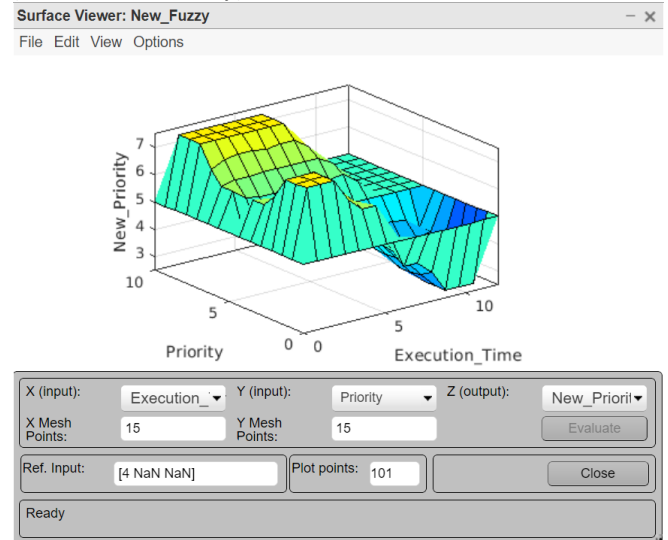 Surface Viewer: New_Fuzzy
File Edit View Options
New_Priority
7
6
5
4
3
10
5
0
Priority
0
5
10
Execution_Time
X (input): Execution_ Y (input): Priority Z (output): New_Priorit
X Mesh Points: 15 Y Mesh Points: 15 Evaluate
Ref. Input: [4 NaN NaN] Plot points: 101 Close
Ready